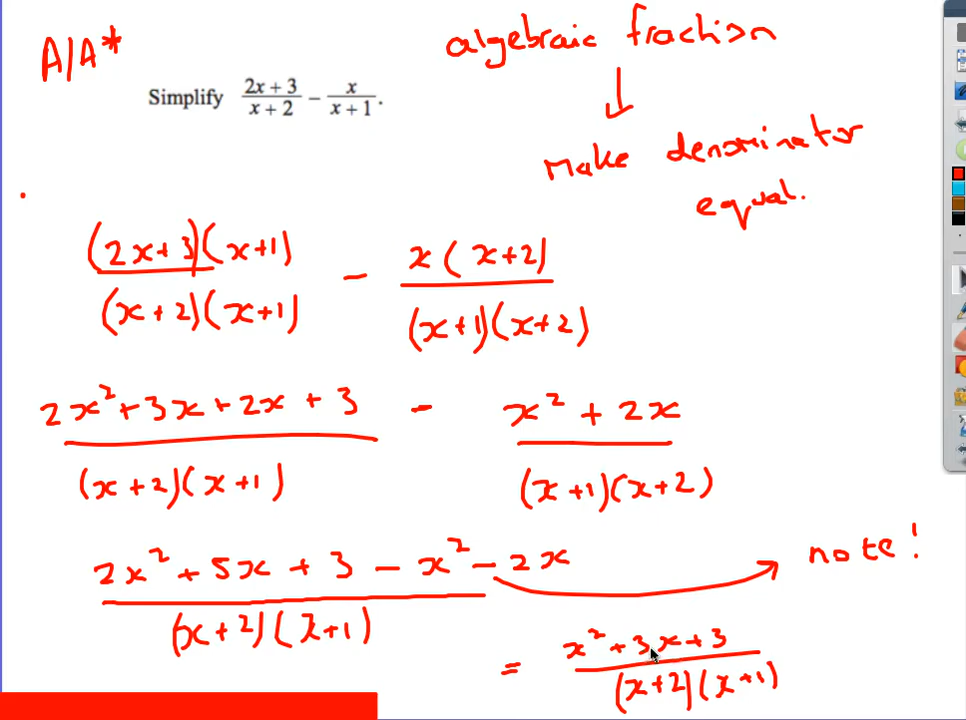 A/A*
algebraic fraction
Simplify (2x + 3)/(x + 2) − x/(x + 1).
↓
Make denominator
equal.
(2x+3)(x+1)/(x+2)(x+1) − x(x+2)/(x+1)(x+2)
2x²+3x+2x+3/(x+2)(x+1) − x²+2x/(x+1)(x+2)
2x²+5x+3−x²−2x/(x+2)(x+1) → note!
= x²+3x+3/(x+2)(x+1)